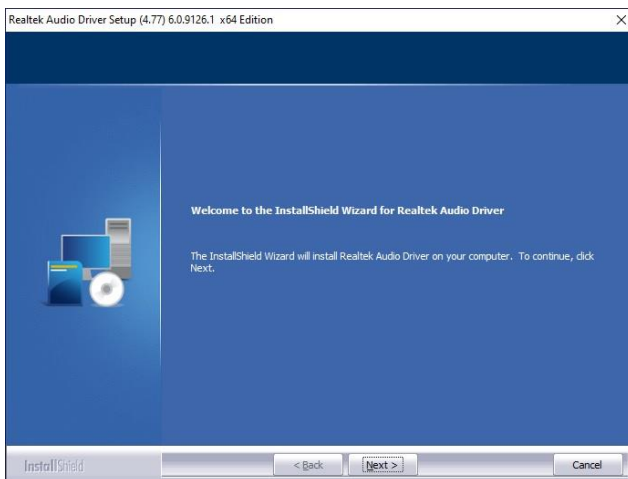 Realtek Audio Driver Setup (4.77) 6.0.9126.1 x64 Edition
Welcome to the InstallShield Wizard for Realtek Audio Driver
The InstallShield Wizard will install Realtek Audio Driver on your computer. To continue, click
Next.
InstallShield
< Back
Next >
Cancel